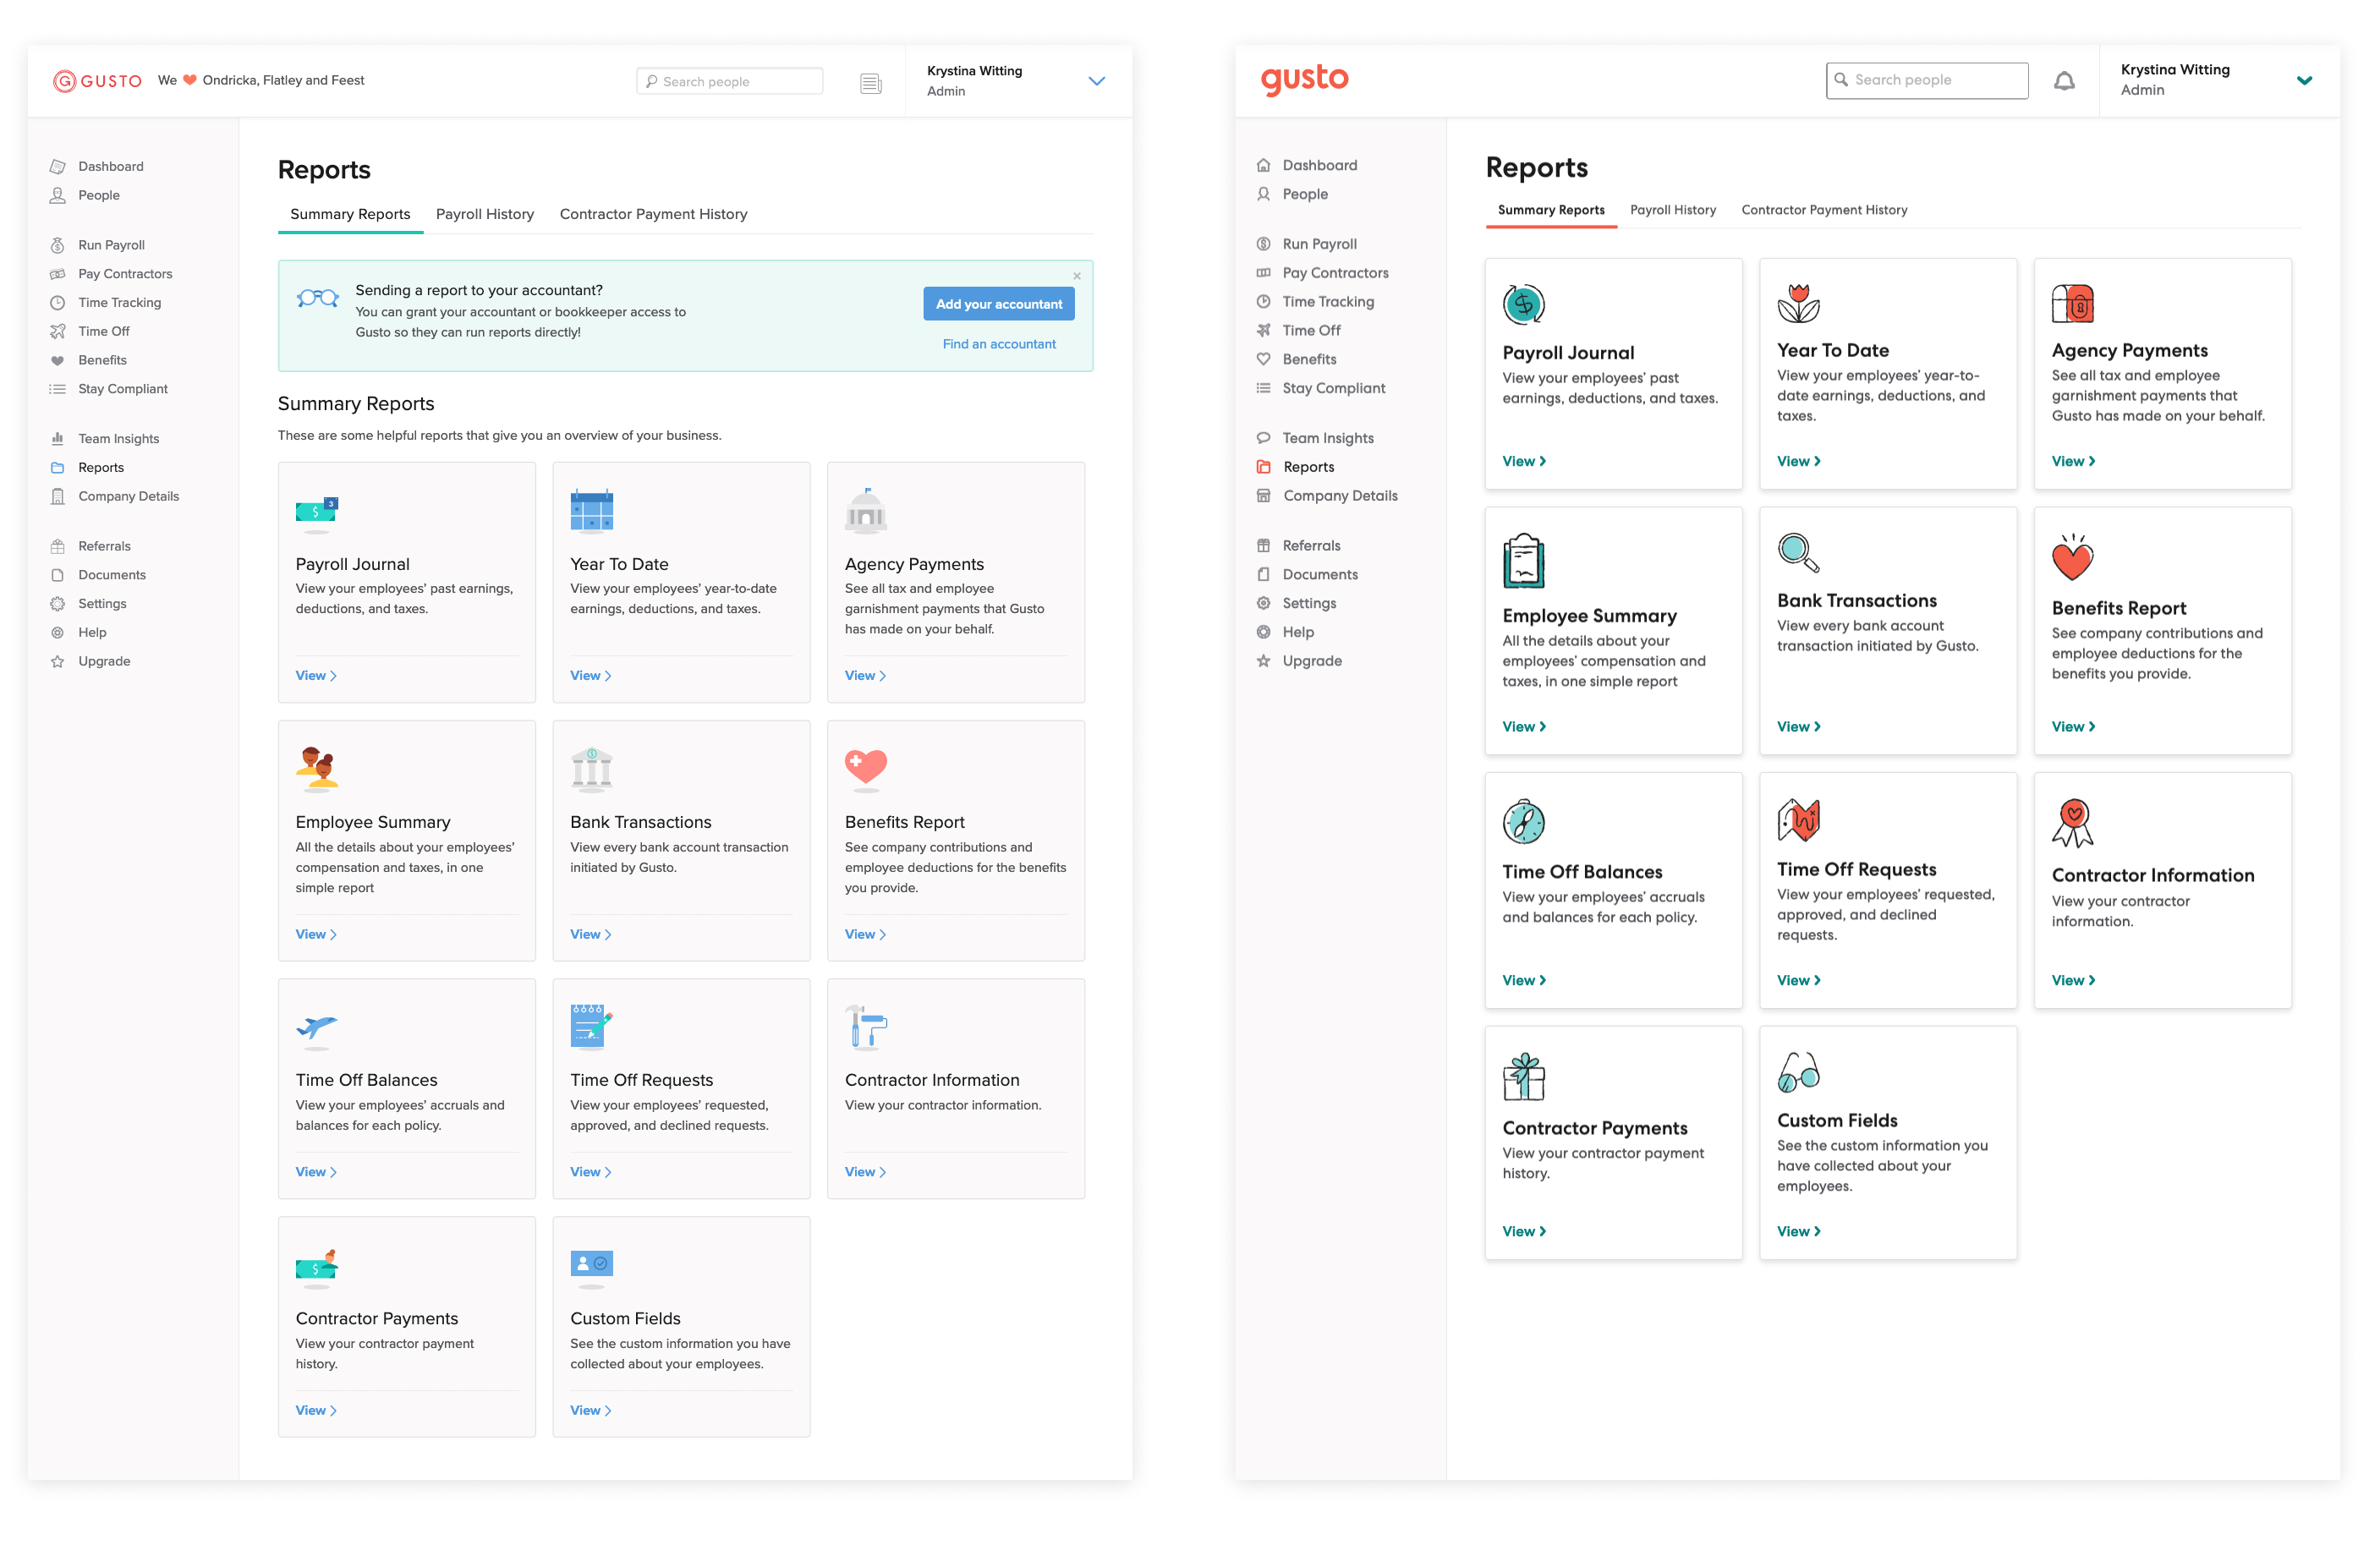 GUSTO
We Ondricka, Flatley and Feest
Search people
Krystina Witting
Admin
Dashboard
People
Run Payroll
Pay Contractors
Time Tracking
Time Off
Benefits
Stay Compliant
Team Insights
Reports
Company Details
Referrals
Documents
Settings
Help
Upgrade
Reports
Summary Reports
Payroll History
Contractor Payment History
Sending a report to your accountant?
You can grant your accountant or bookkeeper access to
Gusto so they can run reports directly!
Add your accountant
Find an accountant
Summary Reports
These are some helpful reports that give you an overview of your business.
$
3
Payroll Journal
View your employees’ past earnings,
deductions, and taxes.
View
Year To Date
View your employees’ year-to-date
earnings, deductions, and taxes.
View
Agency Payments
See all tax and employee
garnishment payments that Gusto
has made on your behalf.
View
Employee Summary
All the details about your employees’
compensation and taxes, in one
simple report
View
Bank Transactions
View every bank account transaction
initiated by Gusto.
View
Benefits Report
See company contributions and
employee deductions for the benefits
you provide.
View
Time Off Balances
View your employees’ accruals and
balances for each policy.
View
Time Off Requests
View your employees’ requested,
approved, and declined requests.
View
Contractor Information
View your contractor information.
View
$
Contractor Payments
View your contractor payment
history.
View
Custom Fields
See the custom information you have
collected about your employees.
View
gusto
Search people
Krystina Witting
Admin
Dashboard
People
Run Payroll
Pay Contractors
Time Tracking
Time Off
Benefits
Stay Compliant
Team Insights
Reports
Company Details
Referrals
Documents
Settings
Help
Upgrade
Reports
Summary Reports
Payroll History
Contractor Payment History
$
Payroll Journal
View your employees’ past
earnings, deductions, and taxes.
View
Year To Date
View your employees’ year-to-
date earnings, deductions, and
taxes.
View
Agency Payments
See all tax and employee
garnishment payments that
Gusto has made on your behalf.
View
Employee Summary
All the details about your
employees’ compensation and
taxes, in one simple report
View
Bank Transactions
View every bank account
transaction initiated by Gusto.
View
Benefits Report
See company contributions and
employee deductions for the
benefits you provide.
View
Time Off Balances
View your employees’ accruals
and balances for each policy.
View
Time Off Requests
View your employees’ requested,
approved, and declined
requests.
View
Contractor Information
View your contractor
information.
View
Contractor Payments
View your contractor payment
history.
View
Custom Fields
See the custom information you
have collected about your
employees.
View